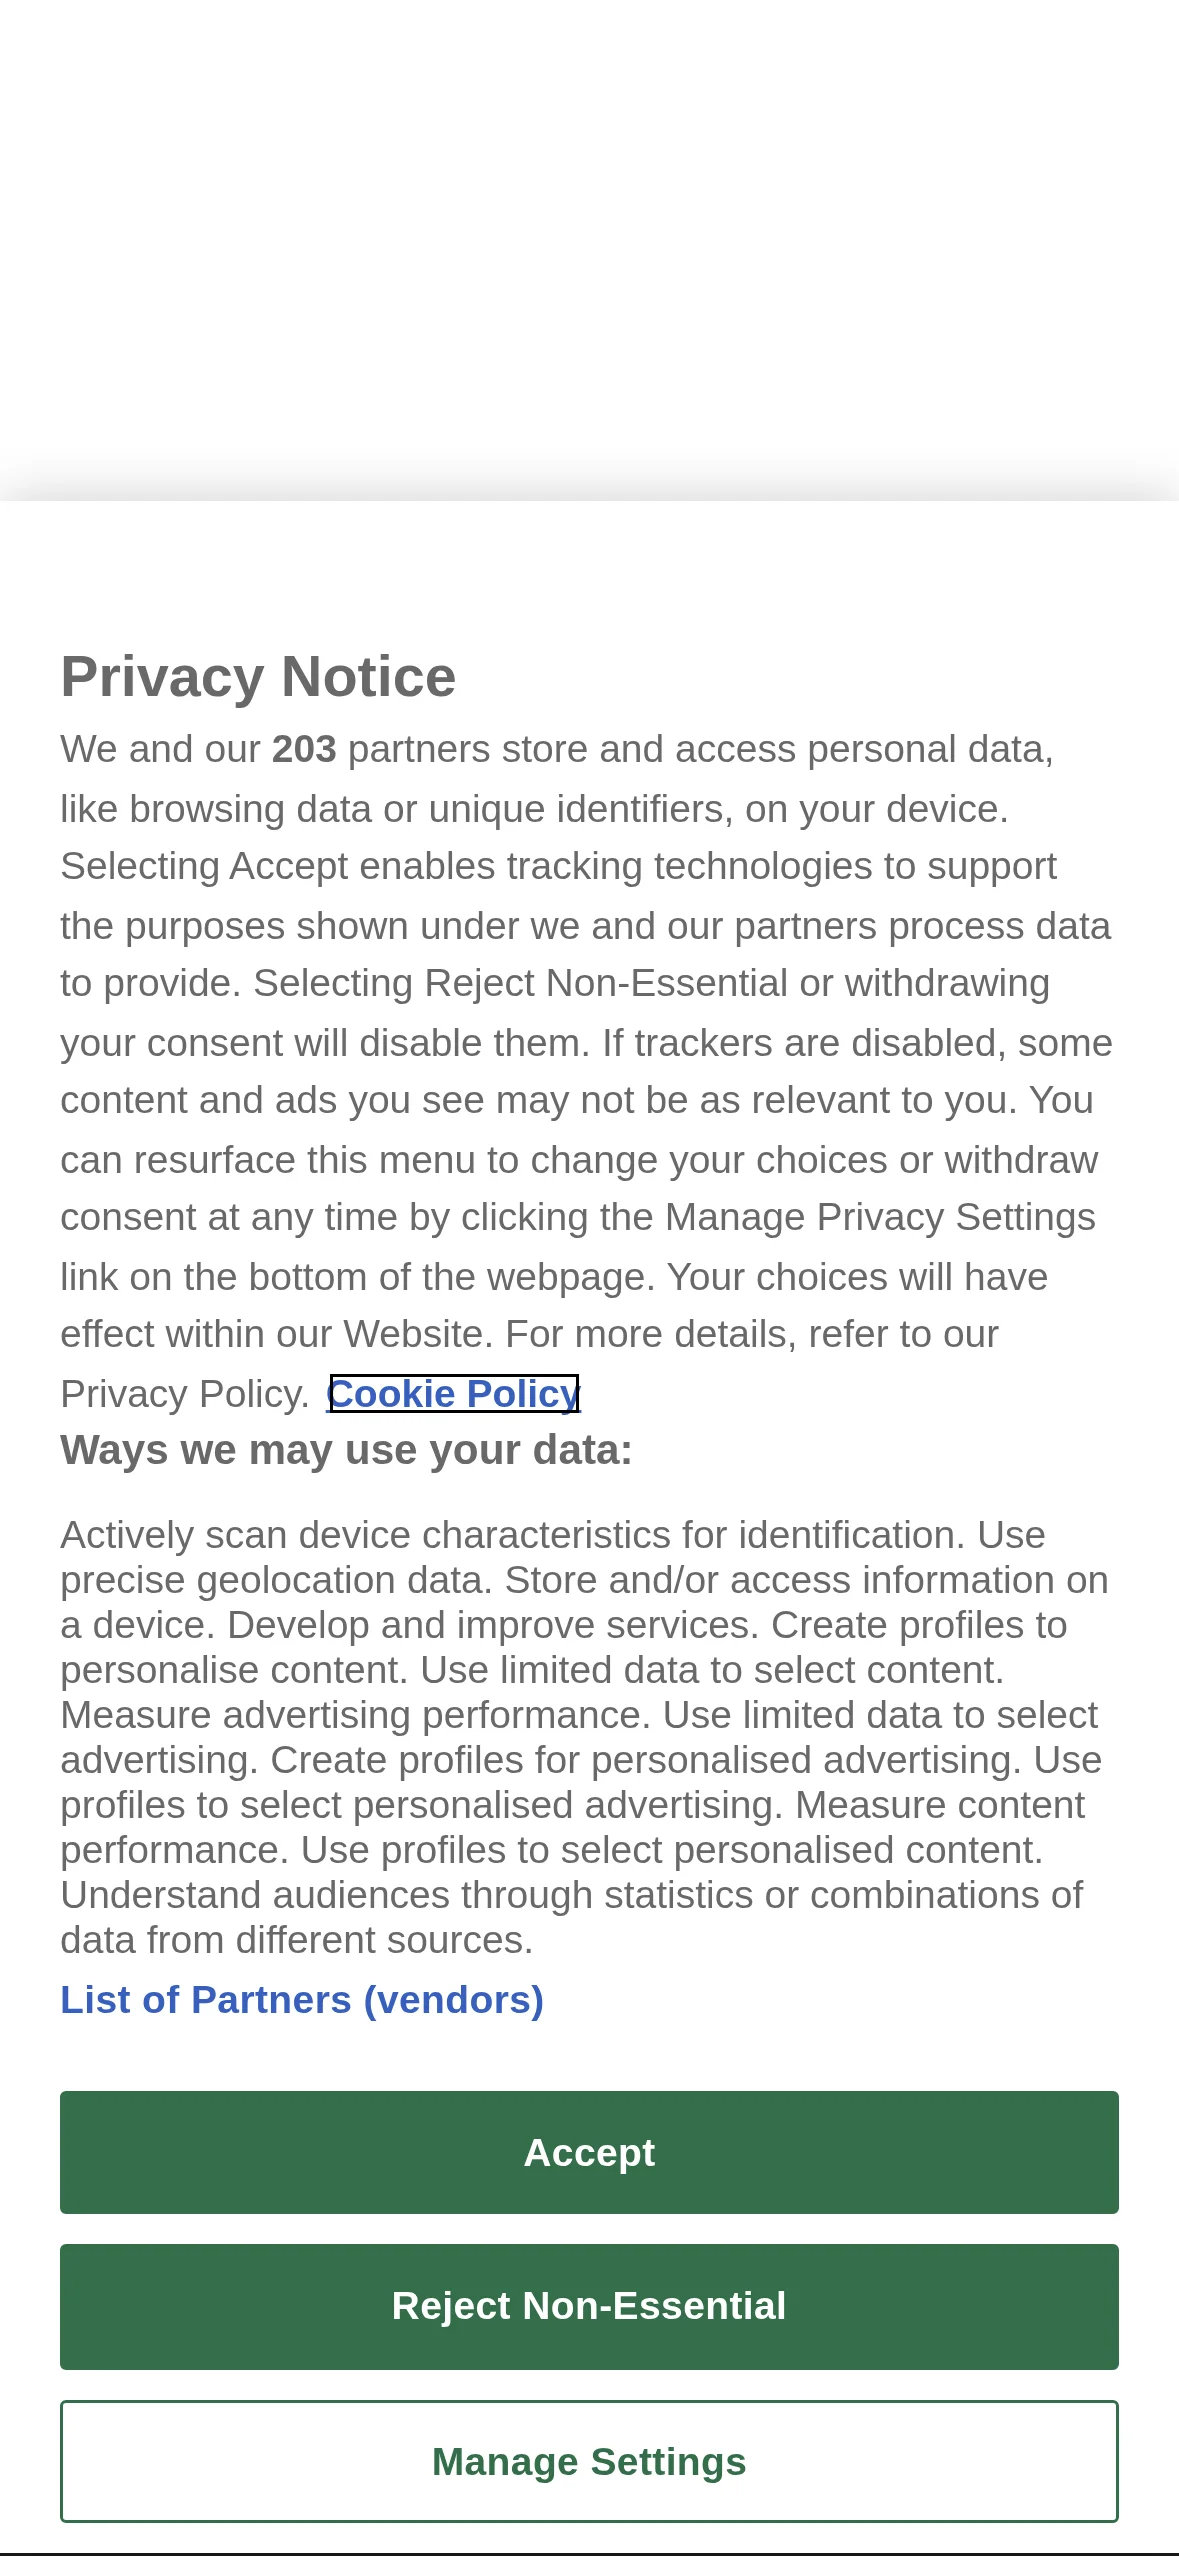 Privacy Notice
We and our 203 partners store and access personal data,
like browsing data or unique identifiers, on your device.
Selecting Accept enables tracking technologies to support
the purposes shown under we and our partners process data
to provide. Selecting Reject Non-Essential or withdrawing
your consent will disable them. If trackers are disabled, some
content and ads you see may not be as relevant to you. You
can resurface this menu to change your choices or withdraw
consent at any time by clicking the Manage Privacy Settings
link on the bottom of the webpage. Your choices will have
effect within our Website. For more details, refer to our
Privacy Policy. Cookie Policy
Ways we may use your data:
Actively scan device characteristics for identification. Use
precise geolocation data. Store and/or access information on
a device. Develop and improve services. Create profiles to
personalise content. Use limited data to select content.
Measure advertising performance. Use limited data to select
advertising. Create profiles for personalised advertising. Use
profiles to select personalised advertising. Measure content
performance. Use profiles to select personalised content.
Understand audiences through statistics or combinations of
data from different sources.
List of Partners (vendors)
Accept
Reject Non-Essential
Manage Settings